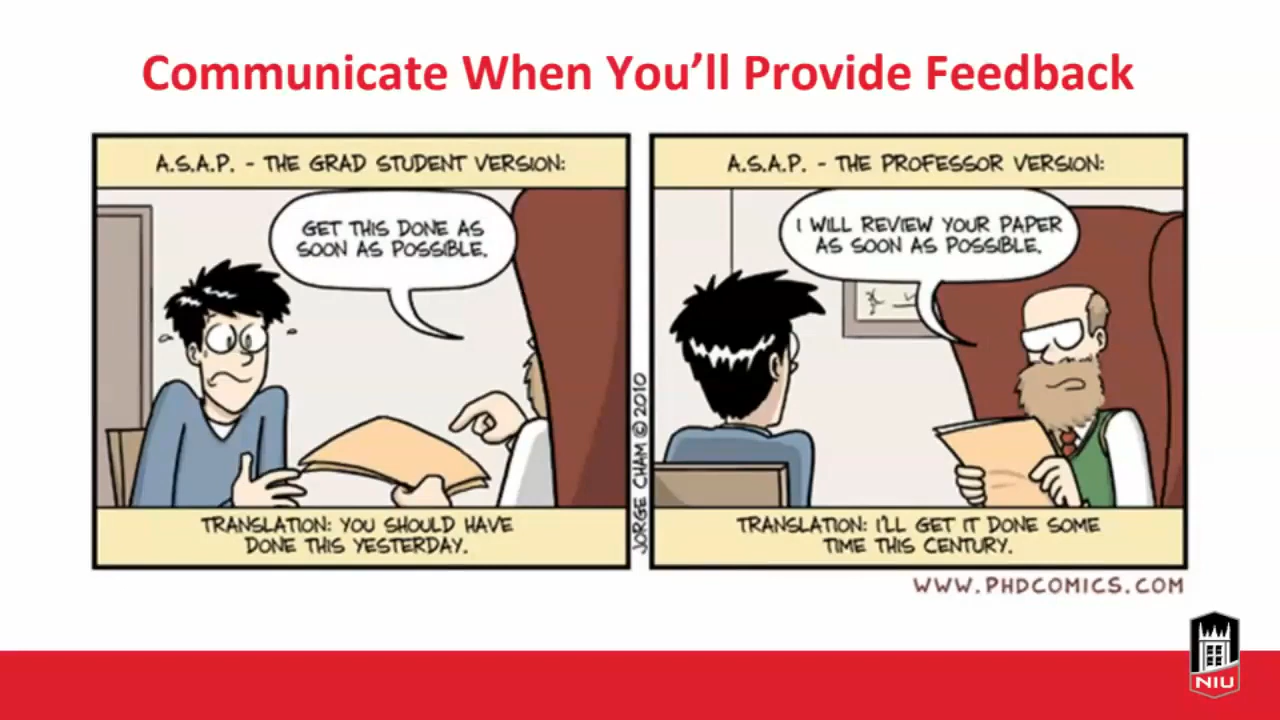 Communicate When You'll Provide Feedback
A.S.A.P. - THE GRAD STUDENT VERSION:
GET THIS DONE AS
SOON AS POSSIBLE.
TRANSLATION: YOU SHOULD HAVE
DONE THIS YESTERDAY.
JORGE CHAM © 2010
A.S.A.P. - THE PROFESSOR VERSION:
I WILL REVIEW YOUR PAPER
AS SOON AS POSSIBLE.
TRANSLATION: I'LL GET IT DONE SOME
TIME THIS CENTURY.
WWW.PHDCOMICS.COM
NIU